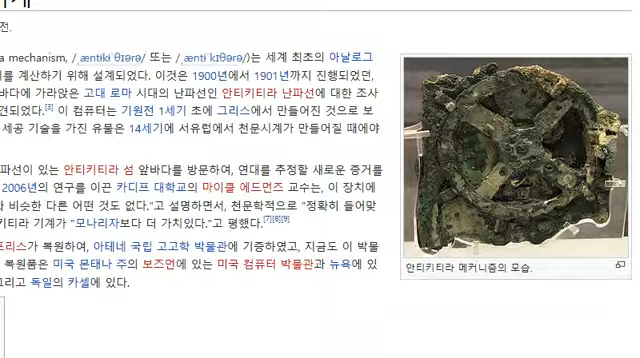 전.
a mechanism, /ˌæntɨkɨˈθɪərə/ 또는 /ˌæntɨˈkɪθərə/)는 세계 최초의 아날로그
를 계산하기 위해 설계되었다. 이것은 1900년에서 1901년까지 진행되었던,
바다에 가라앉은 고대 로마 시대의 난파선인 안티키티라 난파선에 대한 조사
견되었다.[3] 이 컴퓨터는 기원전 1세기 초에 그리스에서 만들어진 것으로 보
세공 기술을 가진 유물은 14세기에 서유럽에서 천문시계가 만들어질 때에야
파선이 있는 안티키티라 섬 앞바다를 방문하여, 연대를 추정할 새로운 증거를
2006년의 연구를 이끈 카디프 대학교의 마이클 에드먼즈 교수는, 이 장치에
비슷한 다른 어떤 것도 없다."고 설명하면서, 천문학적으로 "정확히 들어맞
키티라 기계가 "모나리자보다 더 가치있다."고 평했다.[7][8][9]
프리스가 복원하여, 아테네 국립 고고학 박물관에 기증하였고, 지금도 이 박물
복원품은 미국 몬태나 주의 보즈먼에 있는 미국 컴퓨터 박물관과 뉴욕에 있
그리고 독일의 카셀에 있다.
안티키티라 메커니즘의 모습.